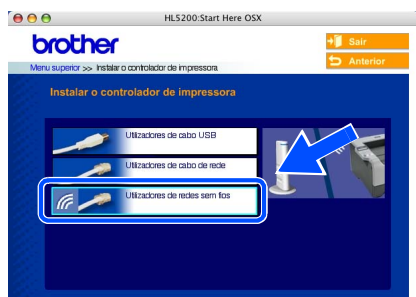 HL5200:Start Here OSX
brother
Sair
Menu superior >> Instalar o controlador de impressora
Anterior
Instalar o controlador de impressora
Utilizadores de cabo USB
Utilizadores de cabo de rede
Utilizadores de redes sem fios